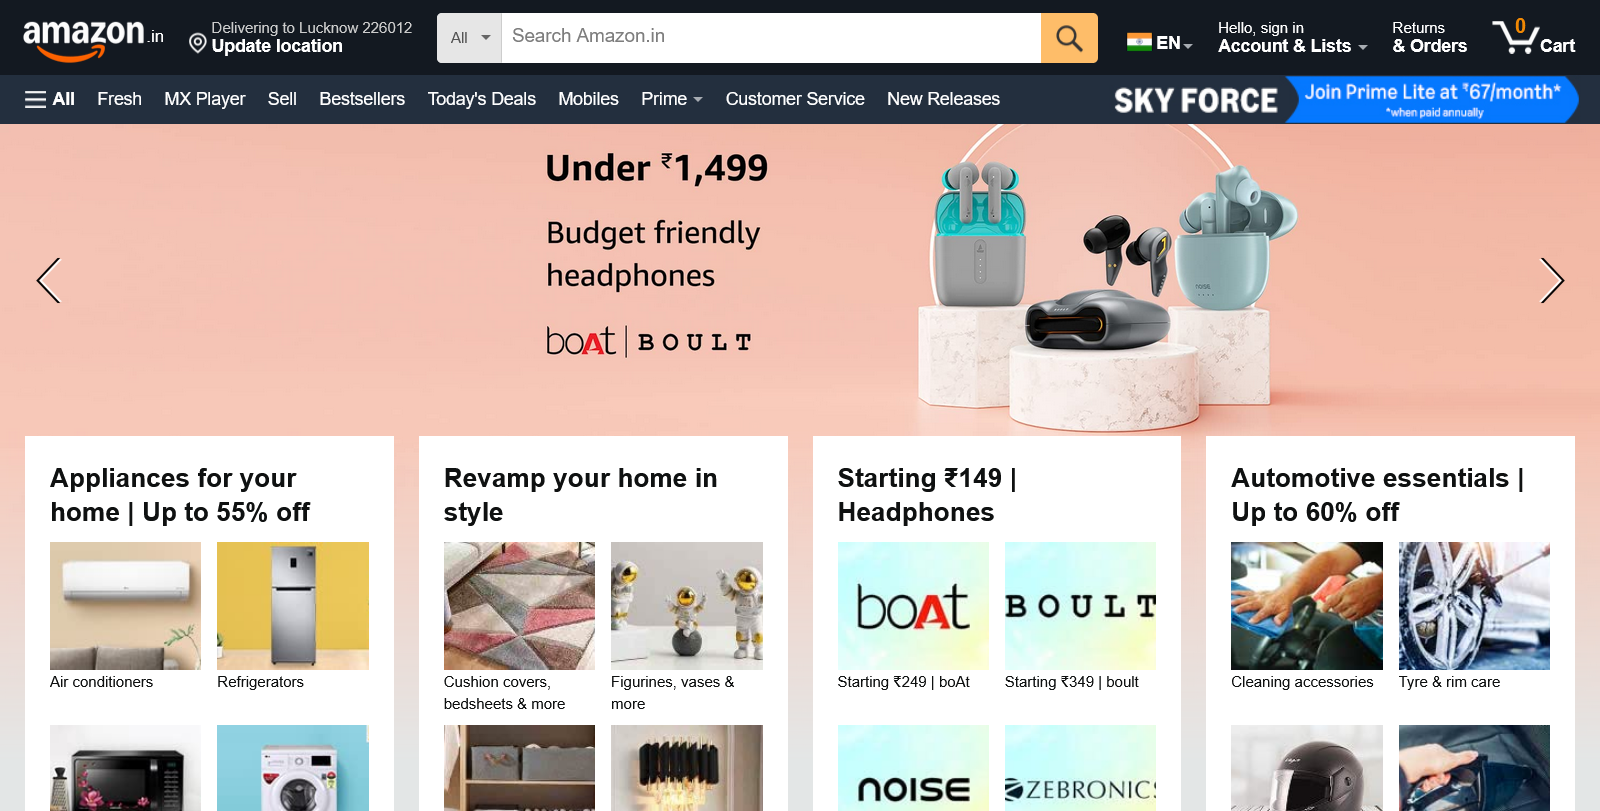 amazon.in
Delivering to Lucknow 226012
Update location
All
Search Amazon.in
EN
Hello, sign in
Account & Lists
Returns
& Orders
0
Cart
All
Fresh
MX Player
Sell
Bestsellers
Today's Deals
Mobiles
Prime
Customer Service
New Releases
SKY FORCE
Join Prime Lite at ₹67/month*
*when paid annually
Under ₹1,499
Budget friendly
headphones
boAt | BOULT
noise
Appliances for your
home | Up to 55% off
Air conditioners
Refrigerators
Revamp your home in
style
Cushion covers,
bedsheets & more
Figurines, vases &
more
Starting ₹149 |
Headphones
boAt
BOULT
Starting ₹249 | boAt
Starting ₹349 | boult
noise
ZEBRONICS
Automotive essentials |
Up to 60% off
Cleaning accessories
Tyre & rim care